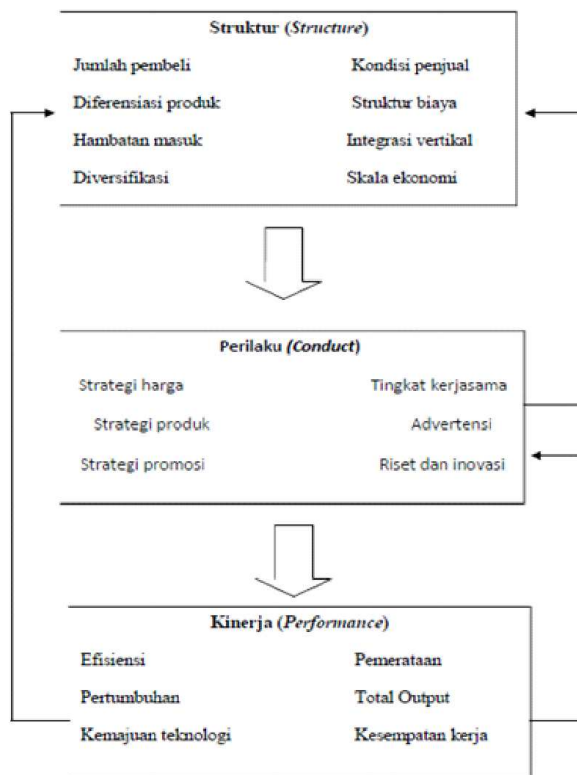 Struktur (Structure)
Jumlah pembeli Kondisi penjual
Diferensiasi produk Struktur biaya
Hambatan masuk Integrasi vertikal
Diversifikasi Skala ekonomi
Perilaku (Conduct)
Strategi harga Tingkat kerjasama
Strategi produk Advertensi
Strategi promosi Riset dan inovasi
Kinerja (Performance)
Efisiensi Pemerataan
Pertumbuhan Total Output
Kemajuan teknologi Kesempatan kerja